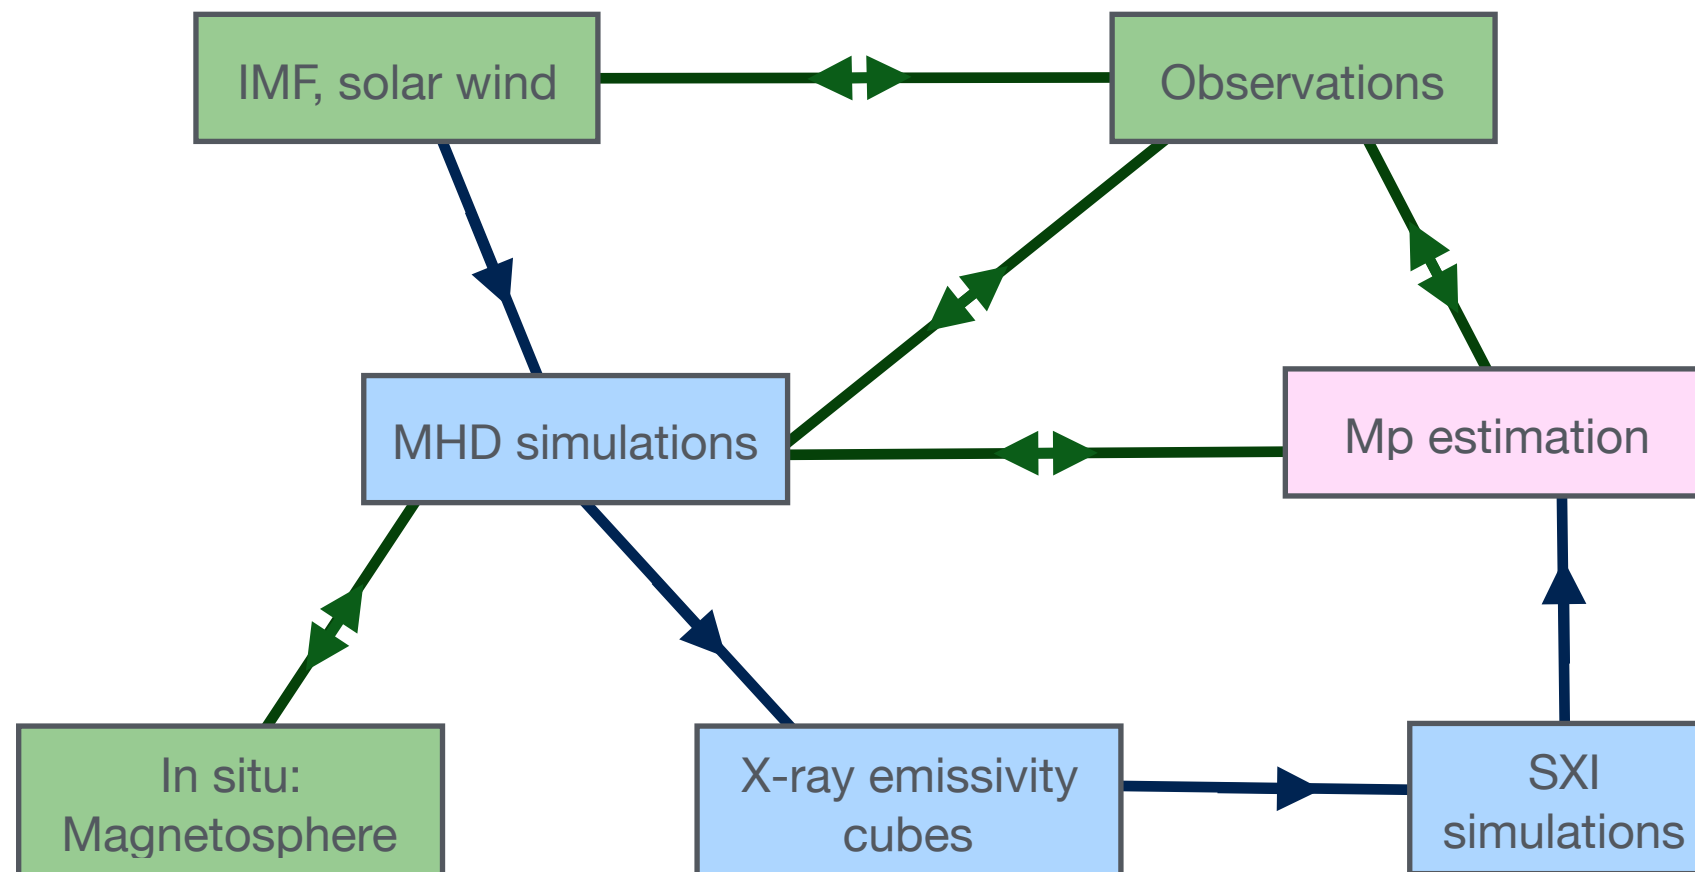 IMF, solar wind
Observations
MHD simulations
Mp estimation
In situ:
Magnetosphere
X-ray emissivity
cubes
SXI
simulations